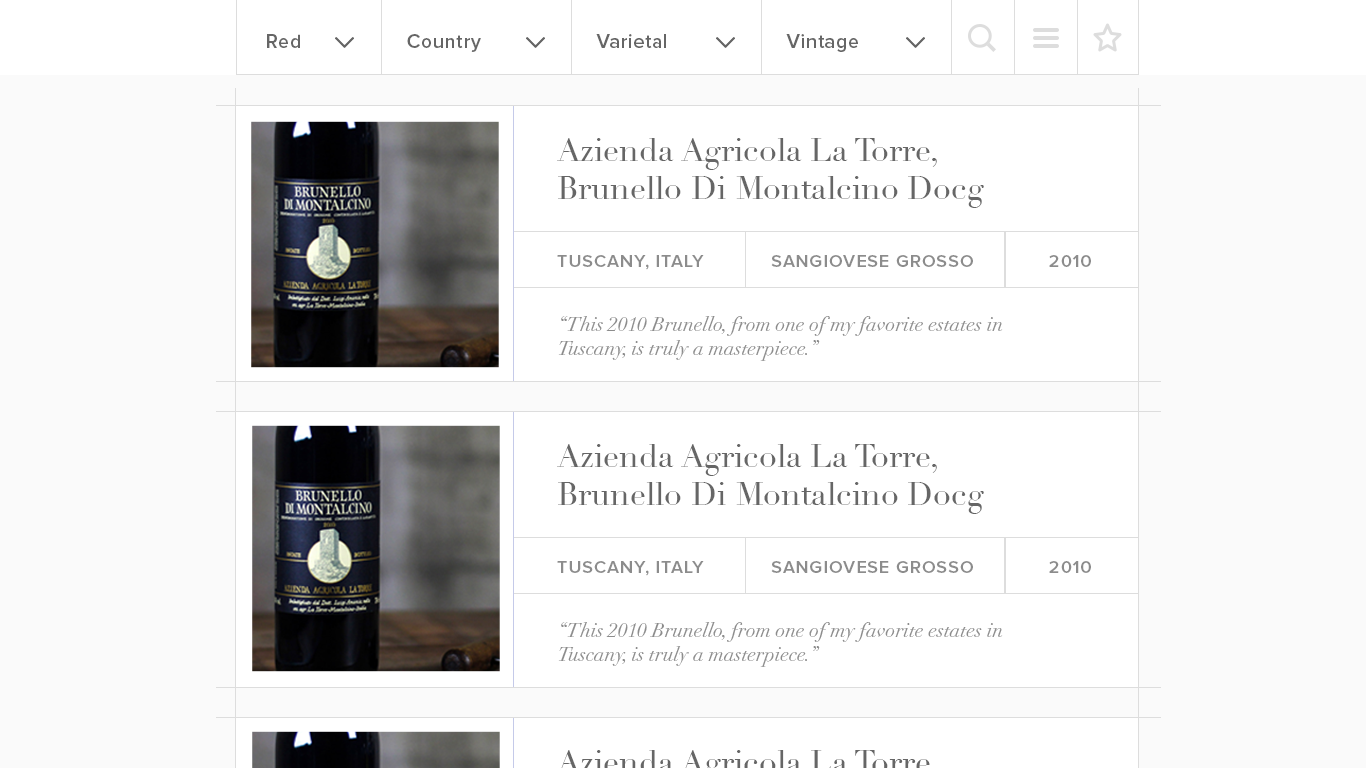 Red
Country
Varietal
Vintage
BRUNELLO
DI MONTALCINO
2010
AZIENDA AGRICOLA LA TORRE
Azienda Agricola La Torre,
Brunello Di Montalcino Docg
TUSCANY, ITALY
SANGIOVESE GROSSO
2010
“This 2010 Brunello, from one of my favorite estates in
Tuscany, is truly a masterpiece.”
BRUNELLO
DI MONTALCINO
2010
AZIENDA AGRICOLA LA TORRE
Azienda Agricola La Torre,
Brunello Di Montalcino Docg
TUSCANY, ITALY
SANGIOVESE GROSSO
2010
“This 2010 Brunello, from one of my favorite estates in
Tuscany, is truly a masterpiece.”
Azienda Agricola La Torre,